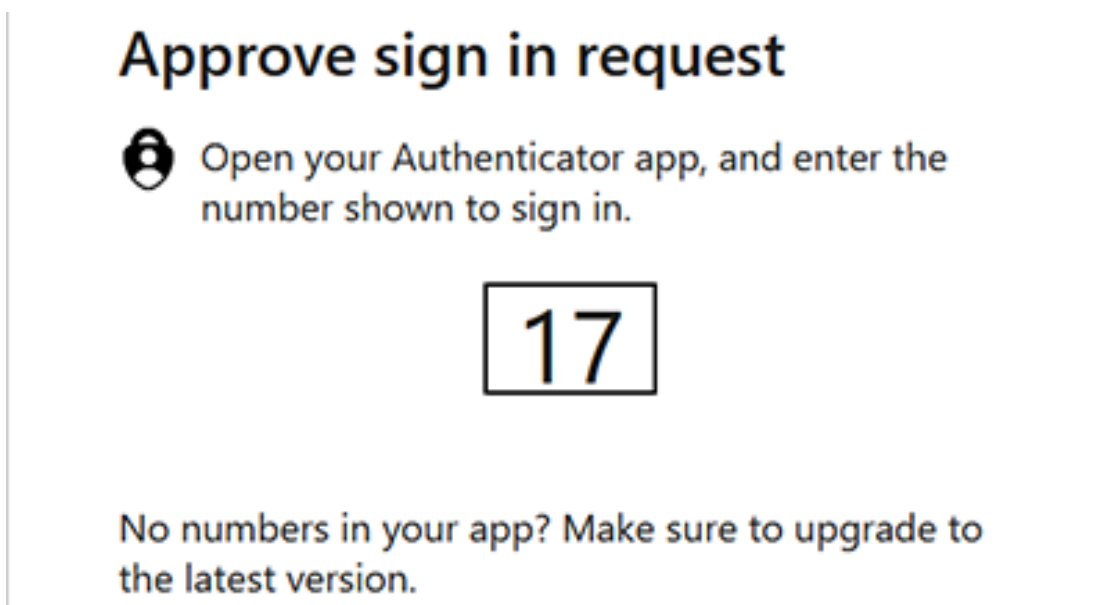 Approve sign in request
Open your Authenticator app, and enter the
number shown to sign in.
17
No numbers in your app? Make sure to upgrade to
the latest version.